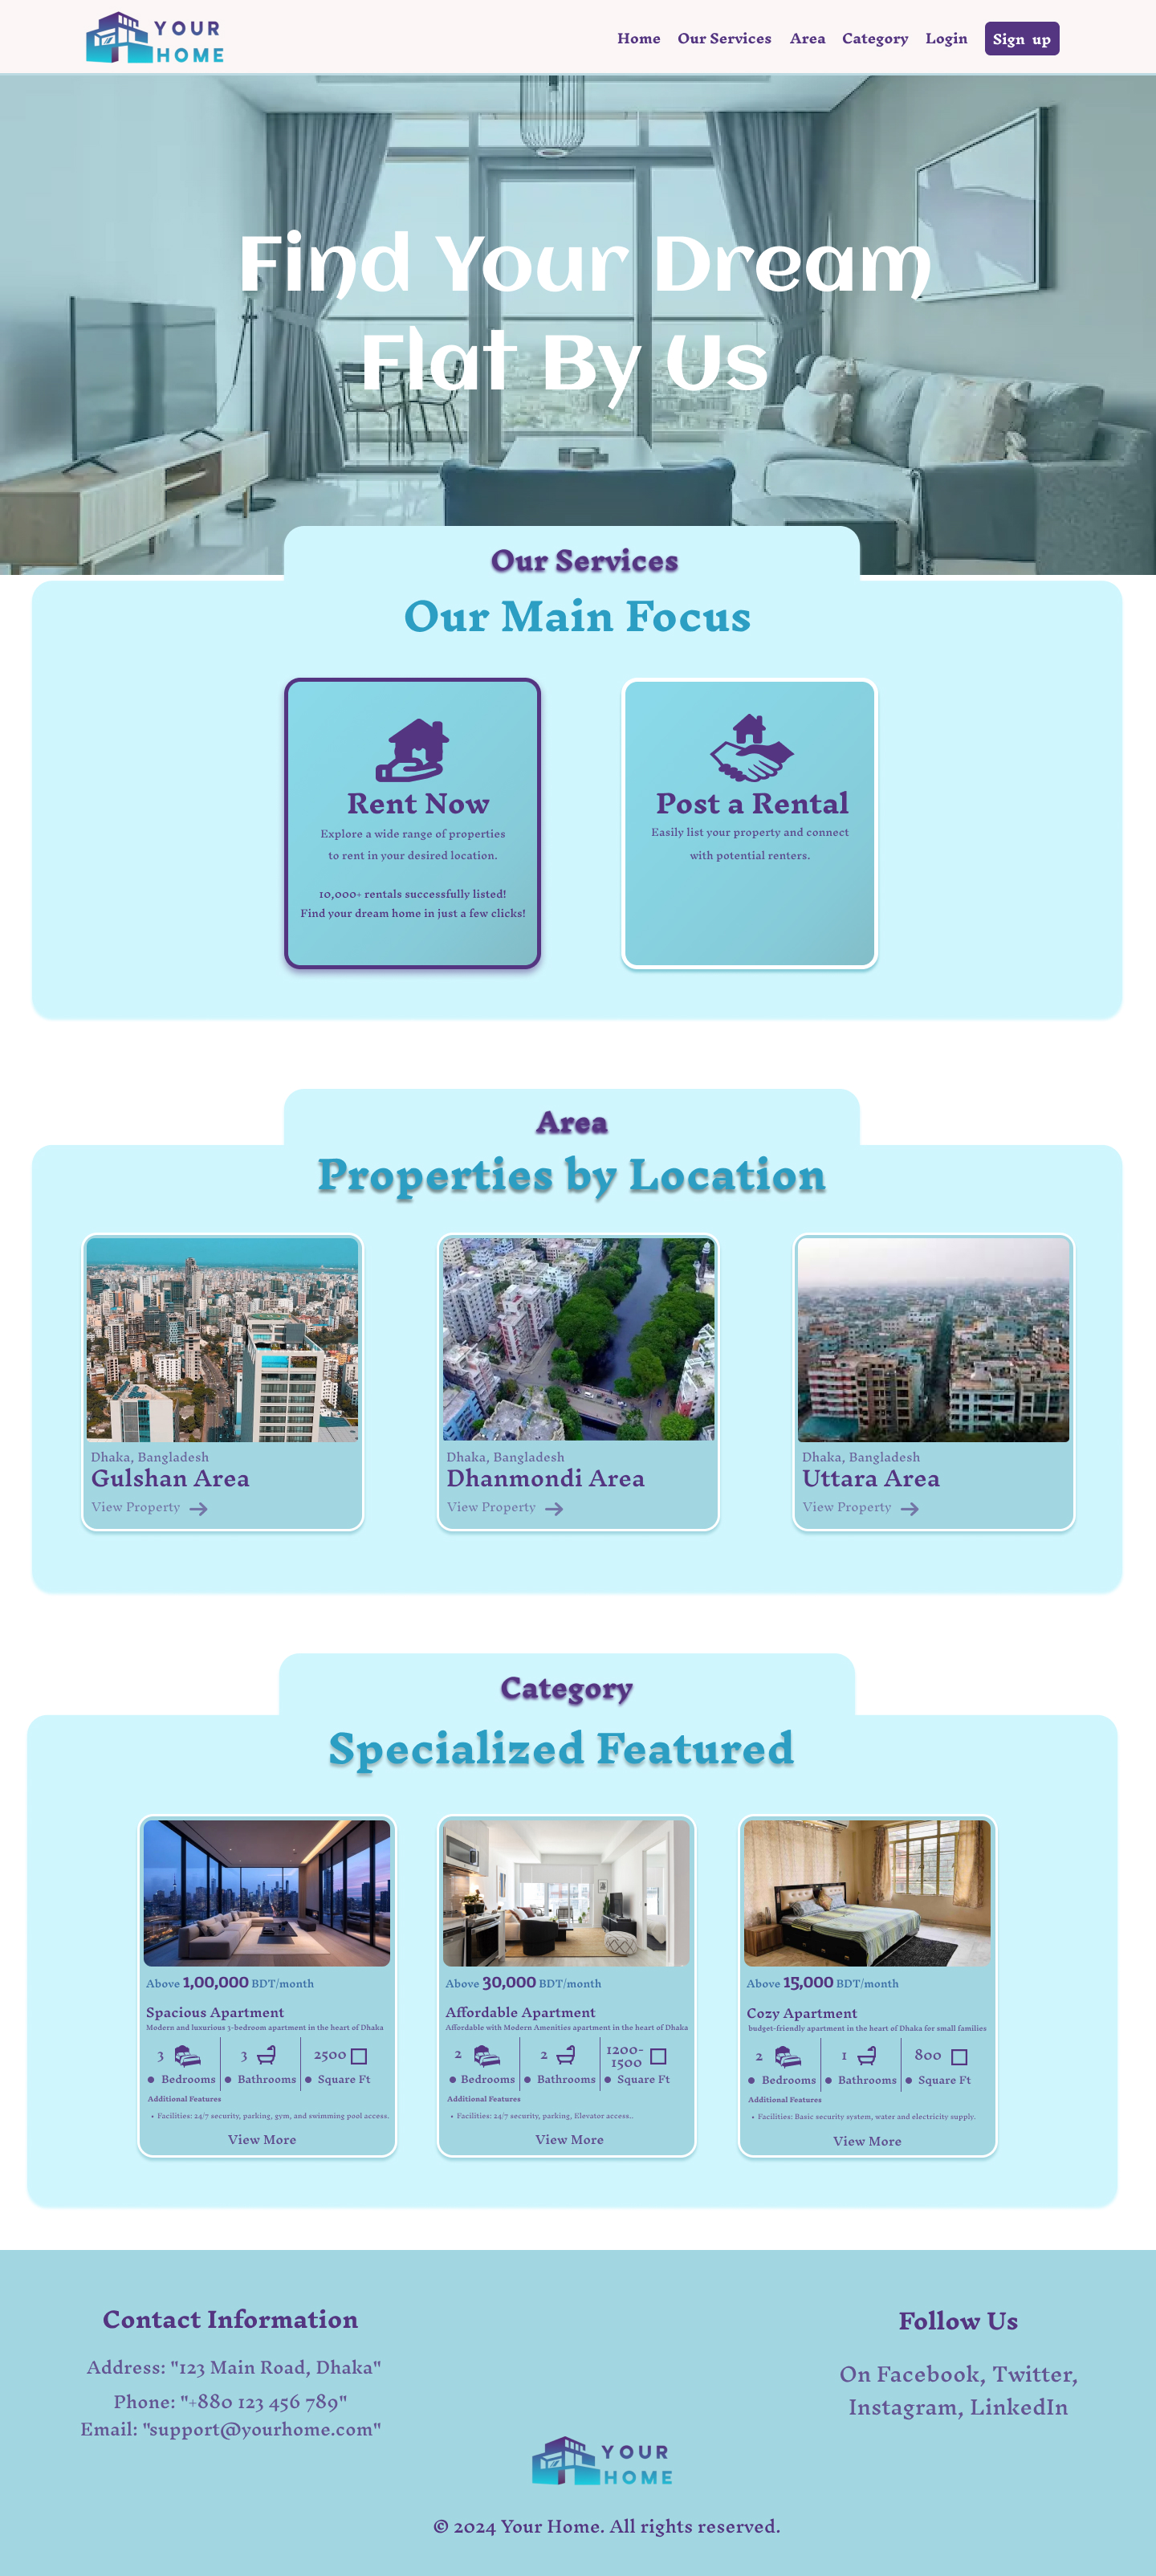 YOUR
HOME
Home Our Services Area Category Login Sign up
Find Your Dream
Flat By Us
Our Services
Our Main Focus
Rent Now
Explore a wide range of properties
to rent in your desired location.
10,000+ rentals successfully listed!
Find your dream home in just a few clicks!
Post a Rental
Easily list your property and connect
with potential renters.
Area
Properties by Location
Dhaka, Bangladesh
Gulshan Area
View Property
Dhaka, Bangladesh
Dhanmondi Area
View Property
Dhaka, Bangladesh
Uttara Area
View Property
Category
Specialized Featured
Above 1,00,000 BDT/month
Spacious Apartment
Modern and luxurious 3-bedroom apartment in the heart of Dhaka
3 3 2500
• Bedrooms • Bathrooms • Square Ft
Additional Features
• Facilities: 24/7 security, parking, gym, and swimming pool access.
View More
Above 30,000 BDT/month
Affordable Apartment
Affordable with Modern Amenities apartment in the heart of Dhaka
2 2 1200-
1500
• Bedrooms • Bathrooms • Square Ft
Additional Features
• Facilities: 24/7 security, parking, Elevator access..
View More
Above 15,000 BDT/month
Cozy Apartment
budget-friendly apartment in the heart of Dhaka for small families
2 1 800
• Bedrooms • Bathrooms • Square Ft
Additional Features
• Facilities: Basic security system, water and electricity supply.
View More
Contact Information
Address: "123 Main Road, Dhaka"
Phone: "+880 123 456 789"
Email: "support@yourhome.com"
Follow Us
On Facebook, Twitter,
Instagram, LinkedIn
YOUR
HOME
© 2024 Your Home. All rights reserved.